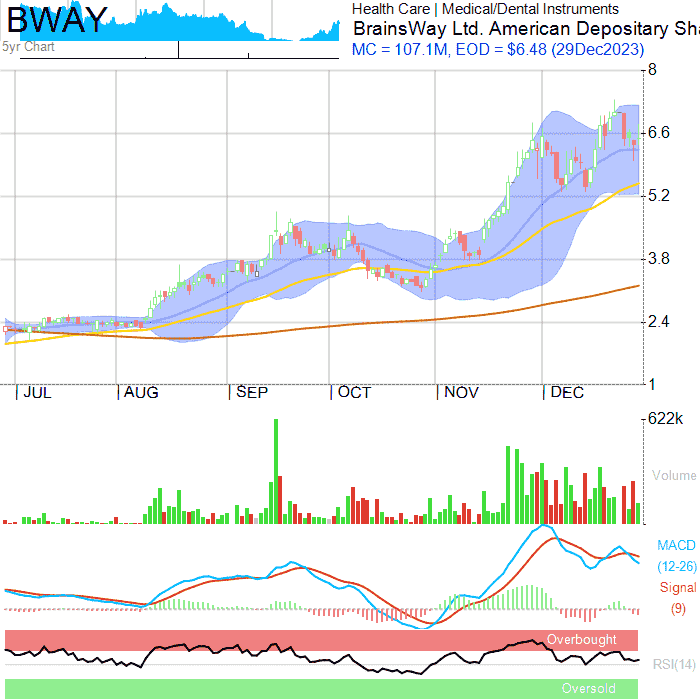 BWAY
Health Care | Medical/Dental Instruments
BrainsWay Ltd. American Depositary Sha
MC = 107.1M, EOD = $6.48 (29Dec2023)
5yr Chart
8
6.6
5.2
3.8
2.4
1
JUL AUG SEP OCT NOV DEC
622k
Volume
MACD
(12-26)
Signal
(9)
Overbought
RSI(14)
Oversold